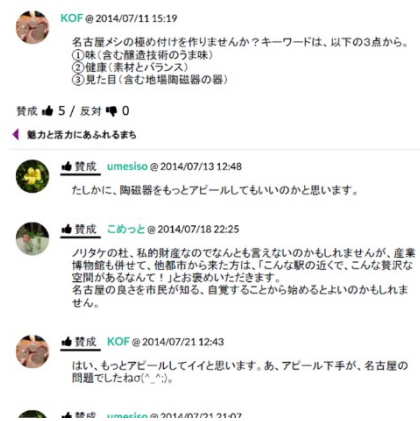 KOF @ 2014/07/11 15:19
名古屋メシの極め付けを作りませんか？キーワードは、以下の3点から。
①味（含む醸造技術のうま味）
②健康（素材とバランス）
③見た目（含む地場陶磁器の器）
賛成 5 / 反対 0
魅力と活力にあふれるまち
賛成 umesiso @ 2014/07/13 12:48
たしかに、陶磁器をもっとアピールしてもいいのかと思います。
賛成 こめっと @ 2014/07/18 22:25
ノリタケの杜、私的財産なのでなんとも言えないのかもしれませんが、産業
博物館も併せて、他都市から来た方は、「こんな駅の近くで、こんな贅沢な
空間があるなんて！」とお褒めいただきます。
名古屋の良さを市民が知る、自覚することから始めるとよいのかもしれま
せん。
賛成 KOF @ 2014/07/21 12:43
はい、もっとアピールしてイイと思います。あ、アピール下手が、名古屋の
問題でしたねσ(^_^;)。
賛成 umesiso @ 2014/07/21 21:07